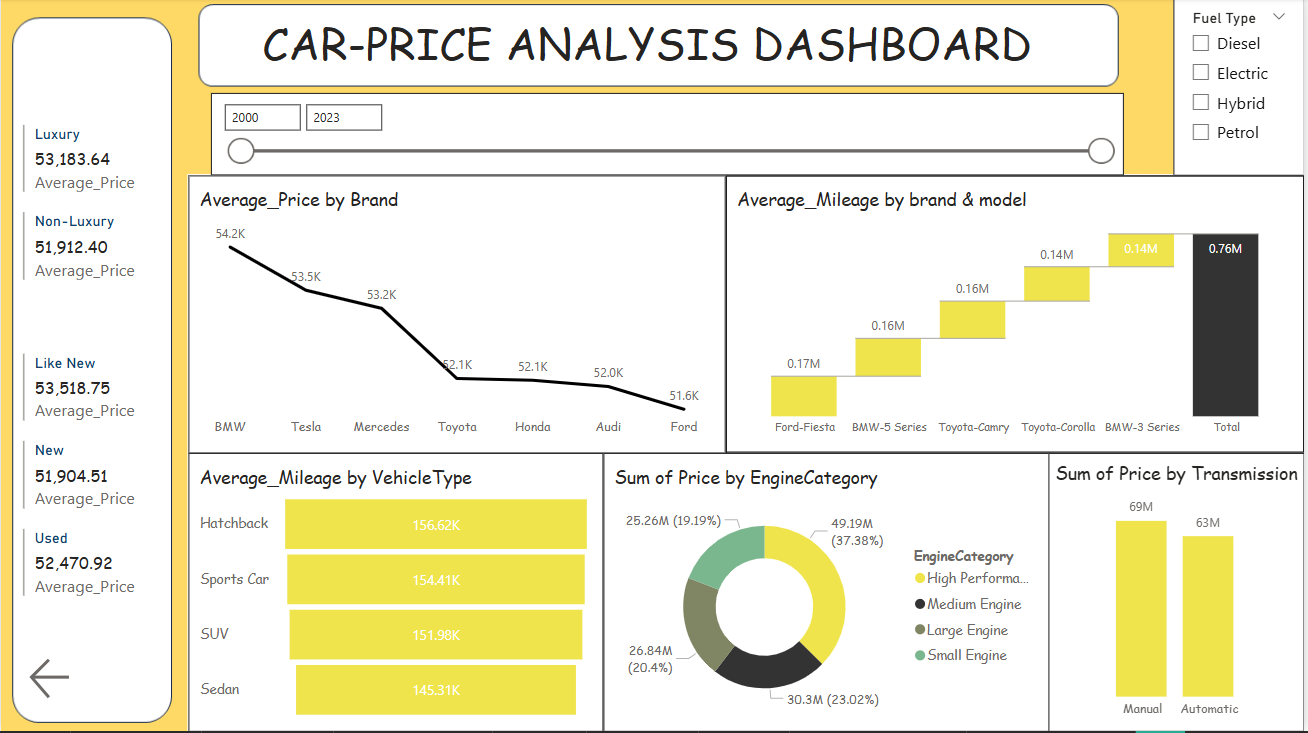 CAR-PRICE ANALYSIS DASHBOARD
Fuel Type
Diesel
Electric
Hybrid
Petrol
2000
2023
Luxury
53,183.64
Average_Price
Non-Luxury
51,912.40
Average_Price
Like New
53,518.75
Average_Price
New
51,904.51
Average_Price
Used
52,470.92
Average_Price
Average_Price by Brand
54.2K
53.5K
53.2K
52.1K
52.1K
52.0K
51.6K
BMW Tesla Mercedes Toyota Honda Audi Ford
Average_Mileage by brand & model
0.17M
0.16M
0.16M
0.14M
0.14M
0.76M
Ford-Fiesta BMW-5 Series Toyota-Camry Toyota-Corolla BMW-3 Series Total
Average_Mileage by VehicleType
Hatchback 156.62K
Sports Car 154.41K
SUV 151.98K
Sedan 145.31K
Sum of Price by EngineCategory
25.26M (19.19%)
49.19M
(37.38%)
26.84M
(20.4%)
30.3M (23.02%)
EngineCategory
High Performa...
Medium Engine
Large Engine
Small Engine
Sum of Price by Transmission
69M
63M
Manual Automatic